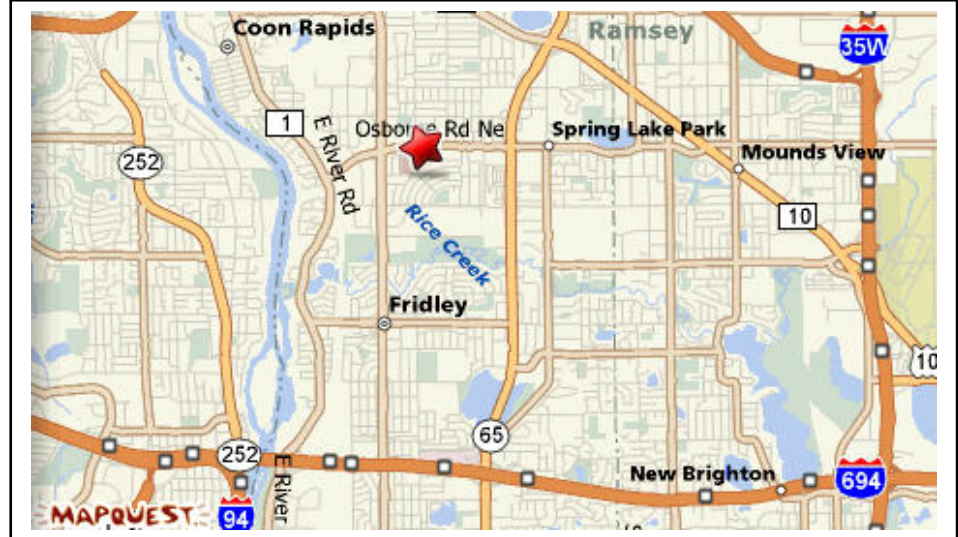 Coon Rapids
Ramsey
35W
1
Osborne Rd Ne
Spring Lake Park
E River Rd
252
Mounds View
Rice Creek
10
Fridley
10
65
252
E River
New Brighton
694
MAPQUEST
94